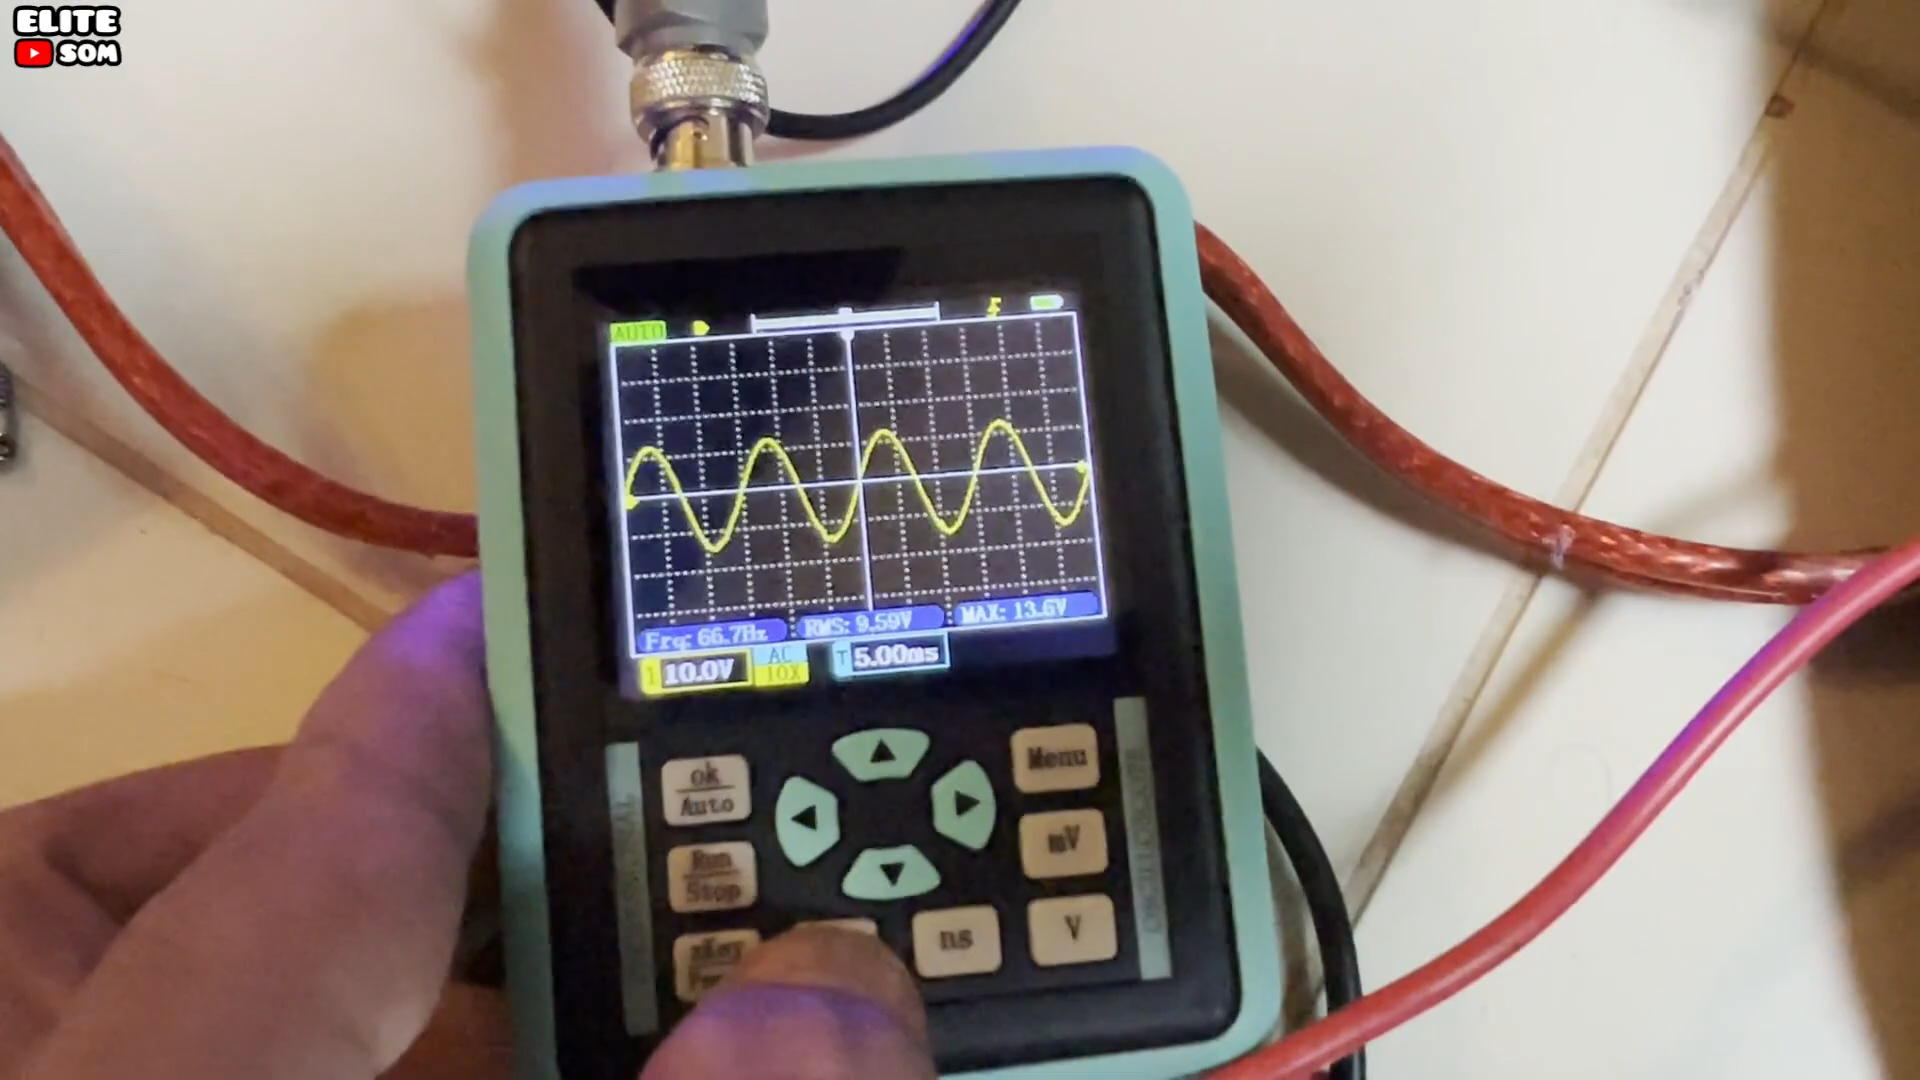 ELITE
SOM
AUTO
Frq: 66.7Hz
RMS: 9.59V
MAX: 13.6V
1 10.0V
AC
10X
T 5.00ms
ok
Auto
Menu
Run
Stop
mV
ns
V